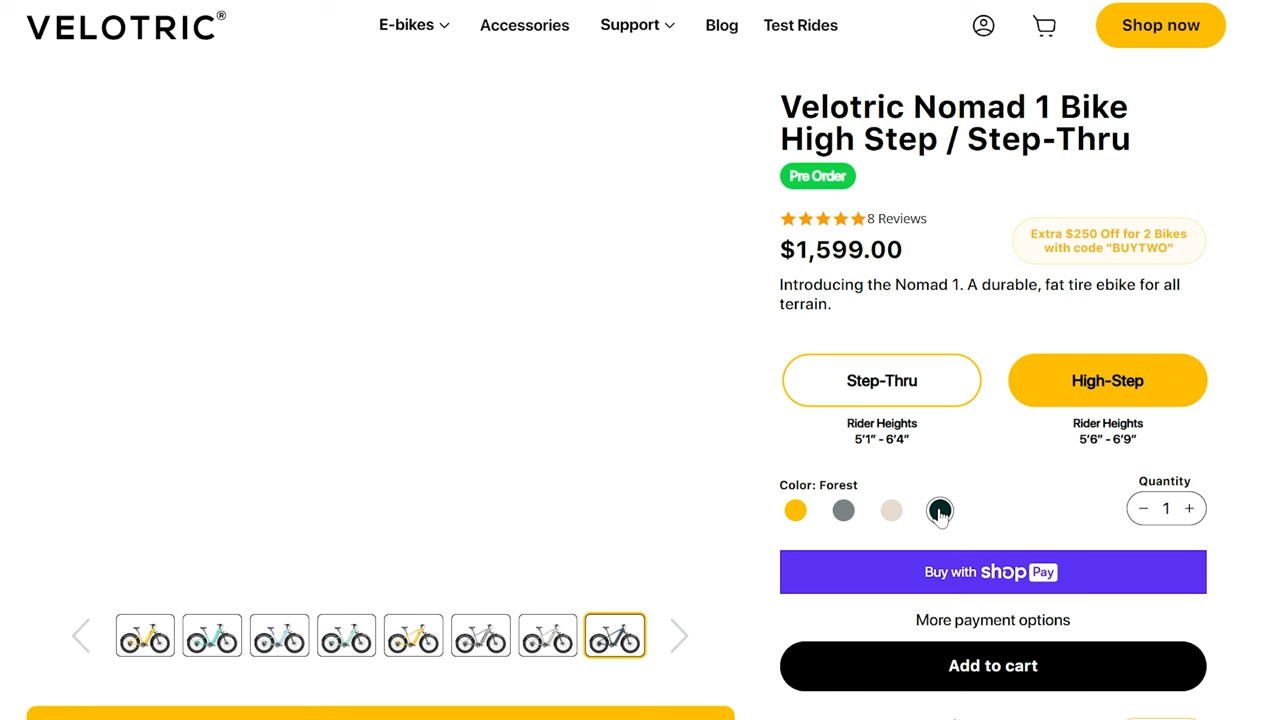 VELOTRIC®
E-bikes
Accessories
Support
Blog
Test Rides
Shop now
Velotric Nomad 1 Bike
High Step / Step-Thru
Pre Order
8 Reviews
$1,599.00
Extra $250 Off for 2 Bikes
with code "BUYTWO"
Introducing the Nomad 1. A durable, fat tire ebike for all
terrain.
Step-Thru
High-Step
Rider Heights
5’1” - 6’4”
Rider Heights
5’6” - 6’9”
Color: Forest
Quantity
− 1 +
Buy with shop Pay
More payment options
Add to cart